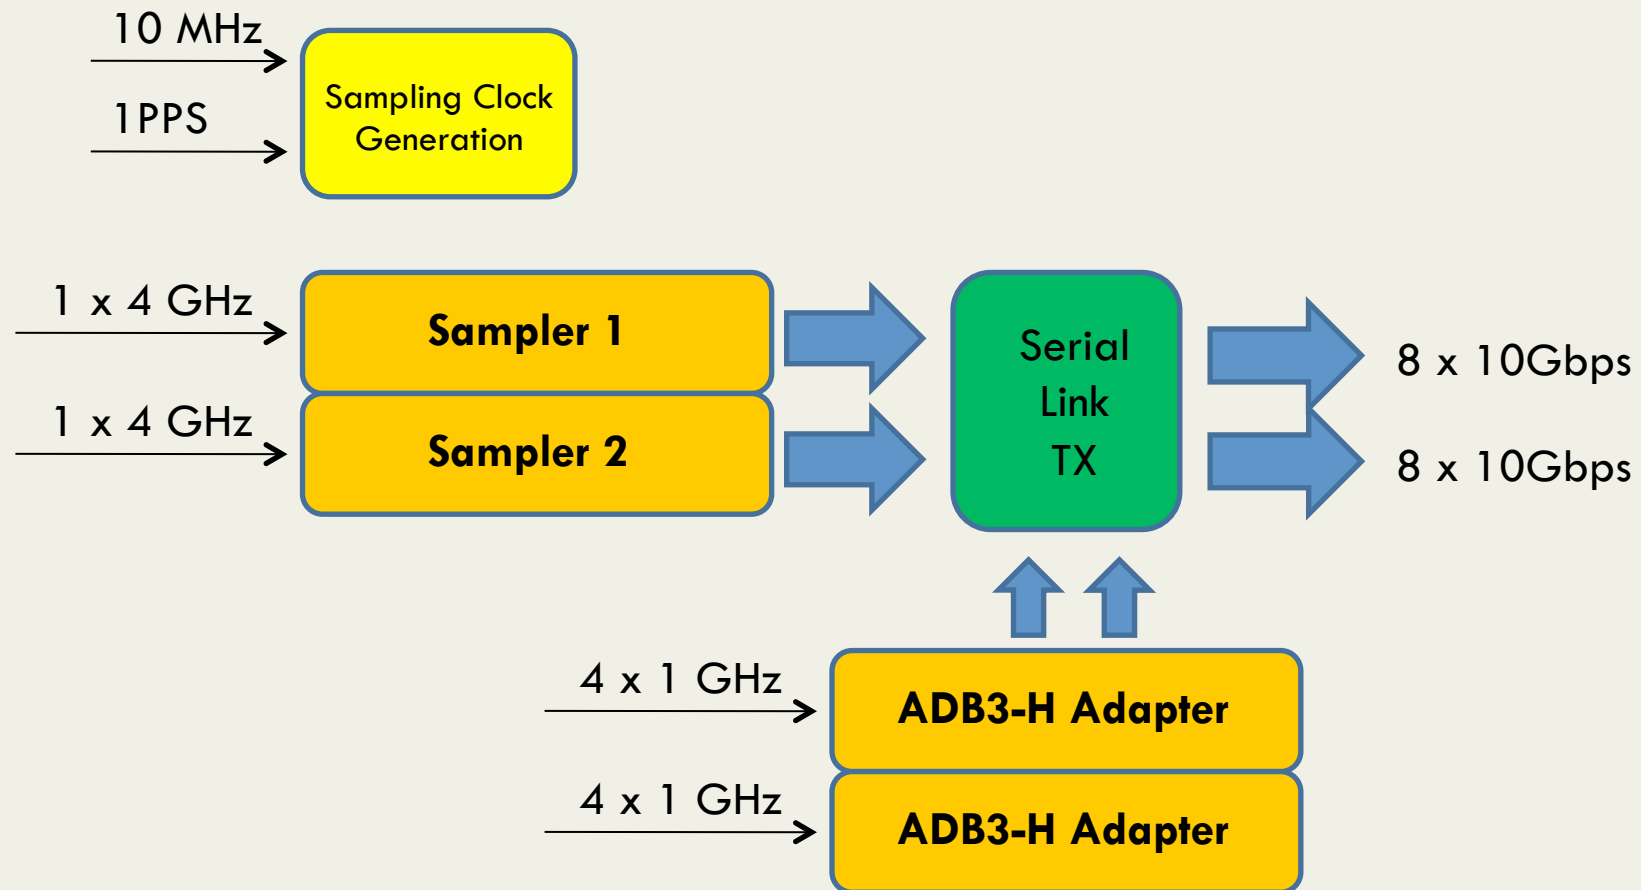 10 MHz
1PPS
Sampling Clock
Generation
1 x 4 GHz
Sampler 1
1 x 4 GHz
Sampler 2
Serial
Link
TX
8 x 10Gbps
8 x 10Gbps
4 x 1 GHz
ADB3-H Adapter
4 x 1 GHz
ADB3-H Adapter